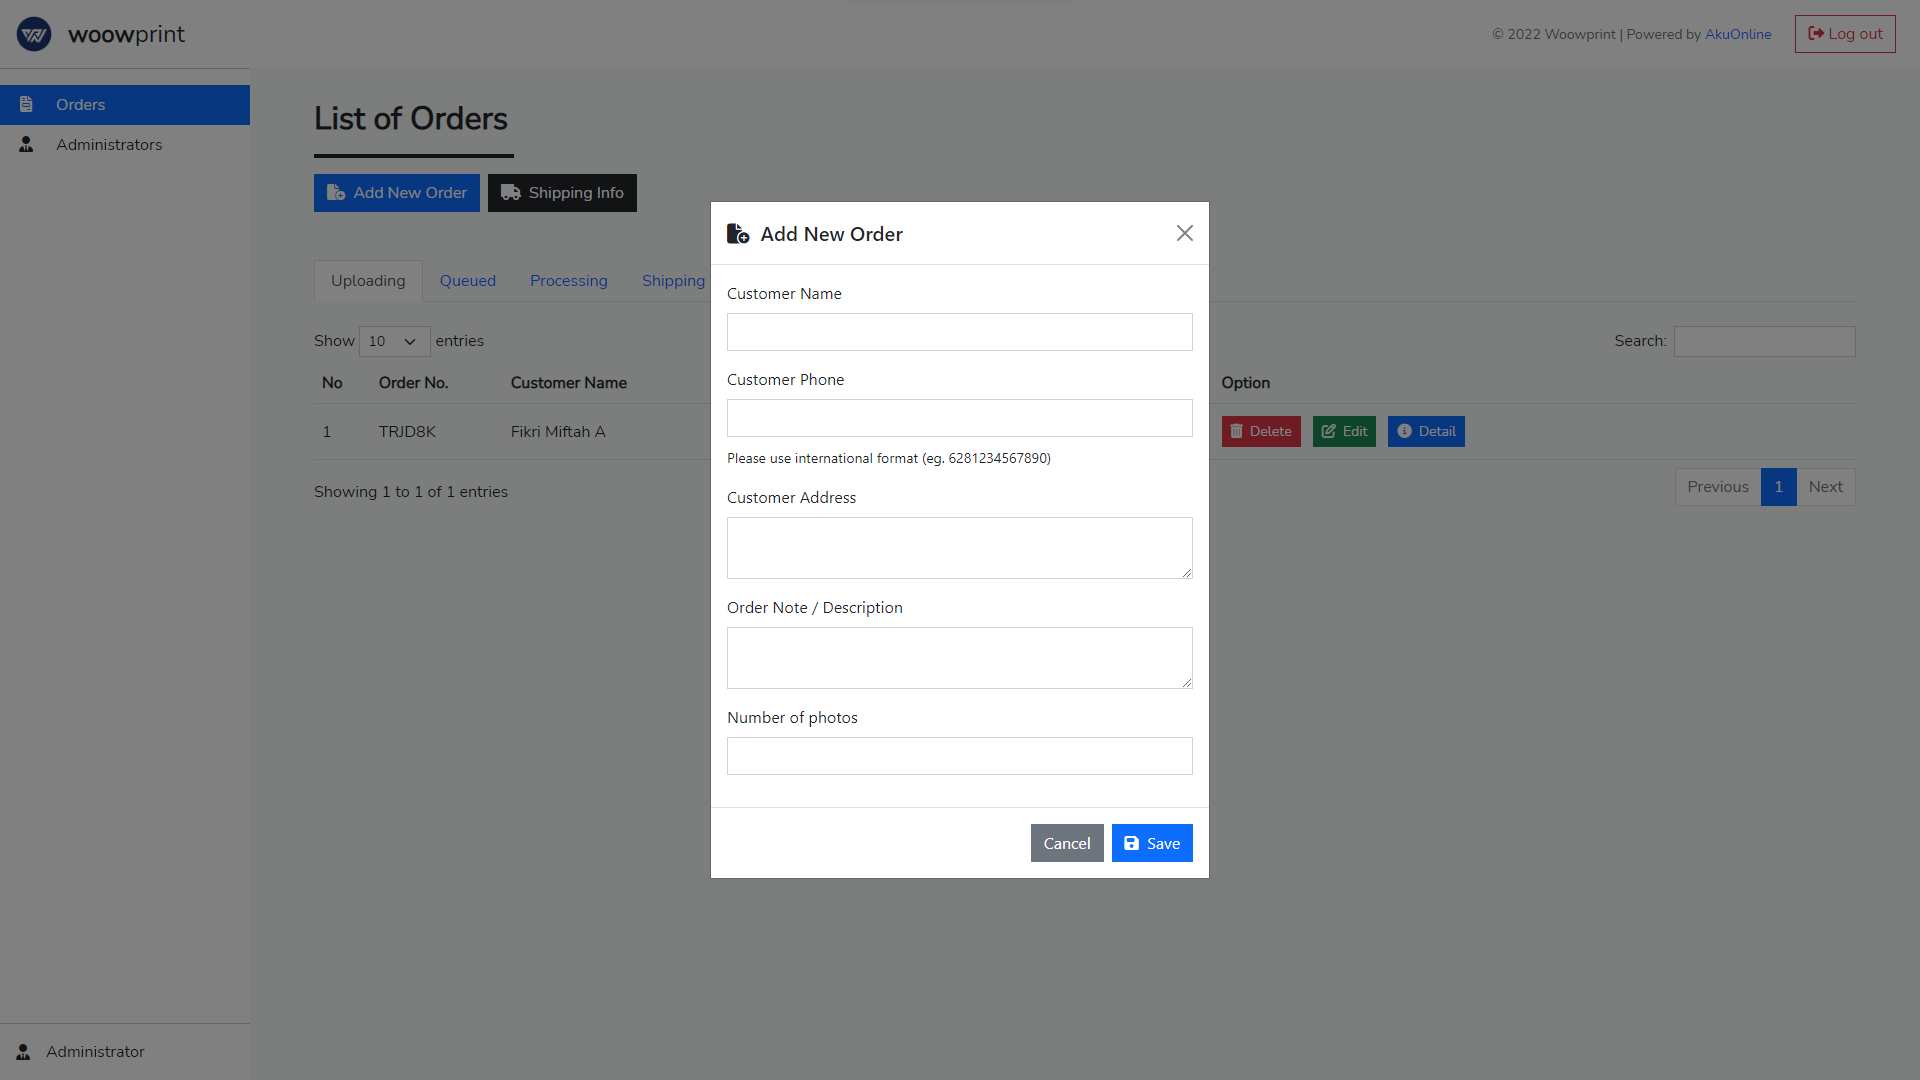 woowprint
© 2022 Woowprint | Powered by AkuOnline
Log out
Orders
Administrators
List of Orders
Add New Order
Shipping Info
Uploading
Queued
Processing
Shipping
Show 10 entries
Search:
No
Order No.
Customer Name
Option
1
TRJD8K
Fikri Miftah A
Delete
Edit
Detail
Showing 1 to 1 of 1 entries
Previous
1
Next
Add New Order
Customer Name
Customer Phone
Please use international format (eg. 6281234567890)
Customer Address
Order Note / Description
Number of photos
Cancel
Save
Administrator